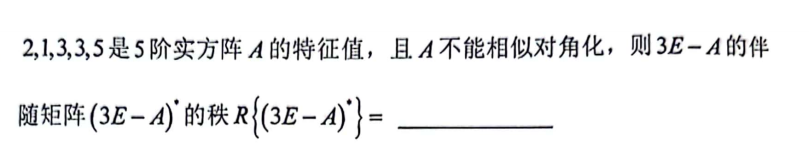 2,1,3,3,5是5阶实方阵 A 的特征值，且 A 不能相似对角化，则 3E − A 的伴
随矩阵 (3E − A)* 的秩 R{(3E − A)*} = ____________